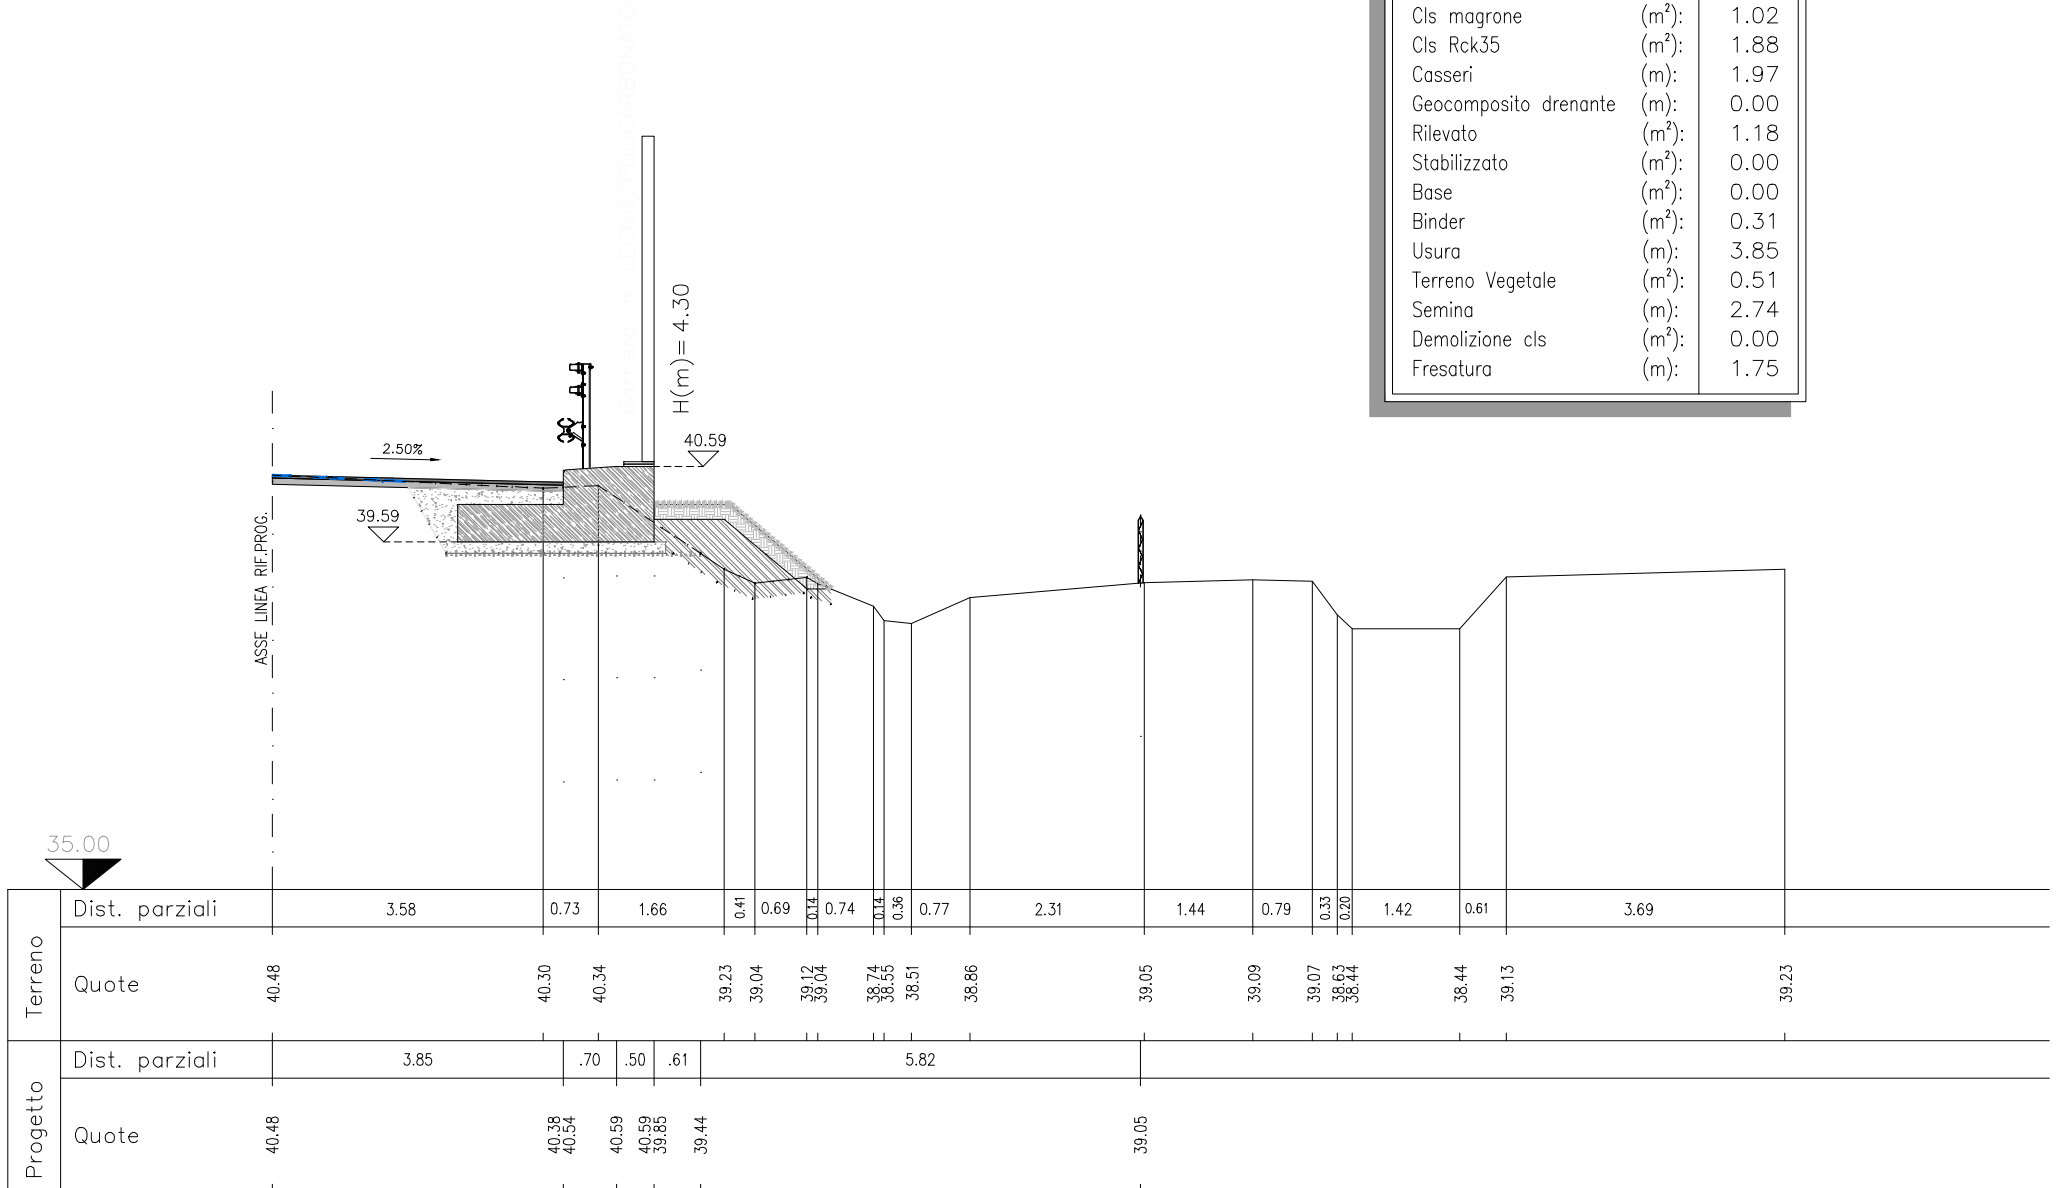 Cls magrone (m²): 1.02
Cls Rck35 (m²): 1.88
Casseri (m): 1.97
Geocomposito drenante (m): 0.00
Rilevato (m²): 1.18
Stabilizzato (m²): 0.00
Base (m²): 0.00
Binder (m²): 0.31
Usura (m): 3.85
Terreno Vegetale (m²): 0.51
Semina (m): 2.74
Demolizione cls (m²): 0.00
Fresatura (m): 1.75
H(m)= 4.30
40.59
2.50%
39.59
ASSE LINEA RIF.PROG.
35.00
Terreno
Dist. parziali 3.58 0.73 1.66 0.41 0.69 0.14 0.74 0.14 0.36 0.77 2.31 1.44 0.79 0.33 0.20 1.42 0.61 3.69
Quote 40.48 40.30 40.34 39.23 39.04 39.12 39.04 38.74 38.55 38.51 38.86 39.05 39.09 39.07 38.63 38.44 38.44 39.13 39.23
Progetto
Dist. parziali 3.85 .70 .50 .61 5.82
Quote 40.48 40.38 40.54 40.59 40.59 39.85 39.44 39.05